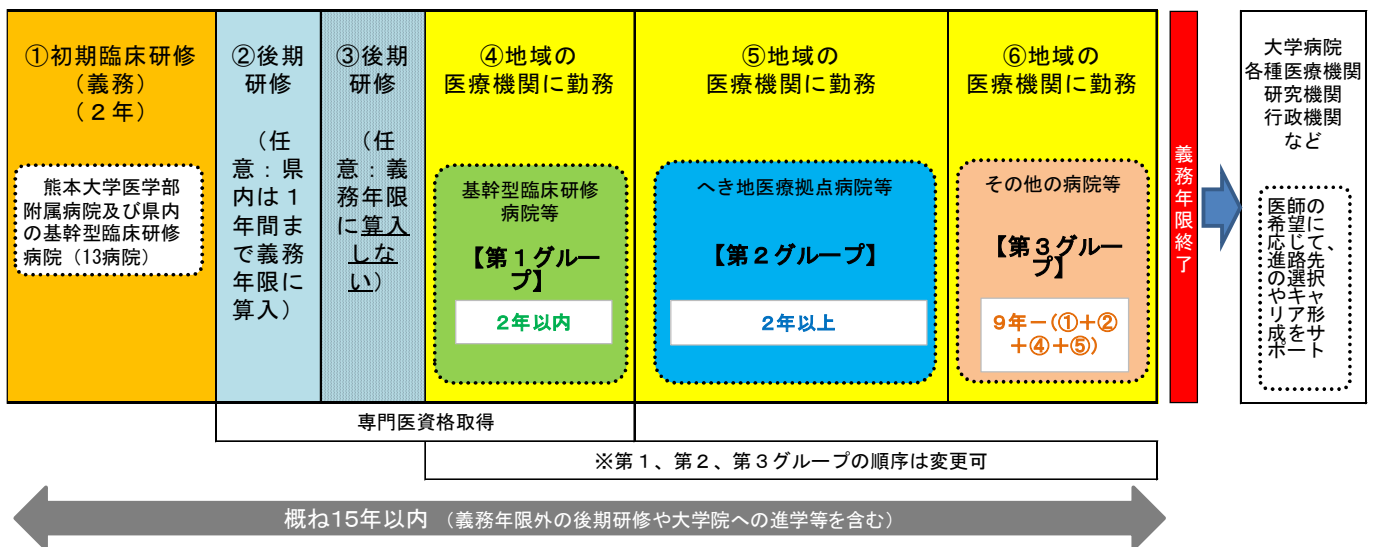 ①初期臨床研修
（義務）
（２年）
熊本大学医学部
附属病院及び県内
の基幹型臨床研修
病院（13病院）
②後期
研修
（任
意：県
内は１
年間ま
で義務
年限に
算入）
③後期
研修
（任
意：義
務年限
に算入
しな
い）
④地域の
医療機関に勤務
基幹型臨床研修
病院等
【第１グルー
プ】
２年以内
⑤地域の
医療機関に勤務
へき地医療拠点病院等
【第２グループ】
２年以上
⑥地域の
医療機関に勤務
その他の病院等
【第３グルー
プ】
９年－(①＋②
＋④＋⑤)
義務年限終了
大学病院
各種医療機関
研究機関
行政機関
など
医師の
希望に
応じて、
進路先
の選択
やキャ
リア形
成をサ
ポート
専門医資格取得
※第１、第２、第３グループの順序は変更可
概ね15年以内 （義務年限外の後期研修や大学院への進学等を含む）